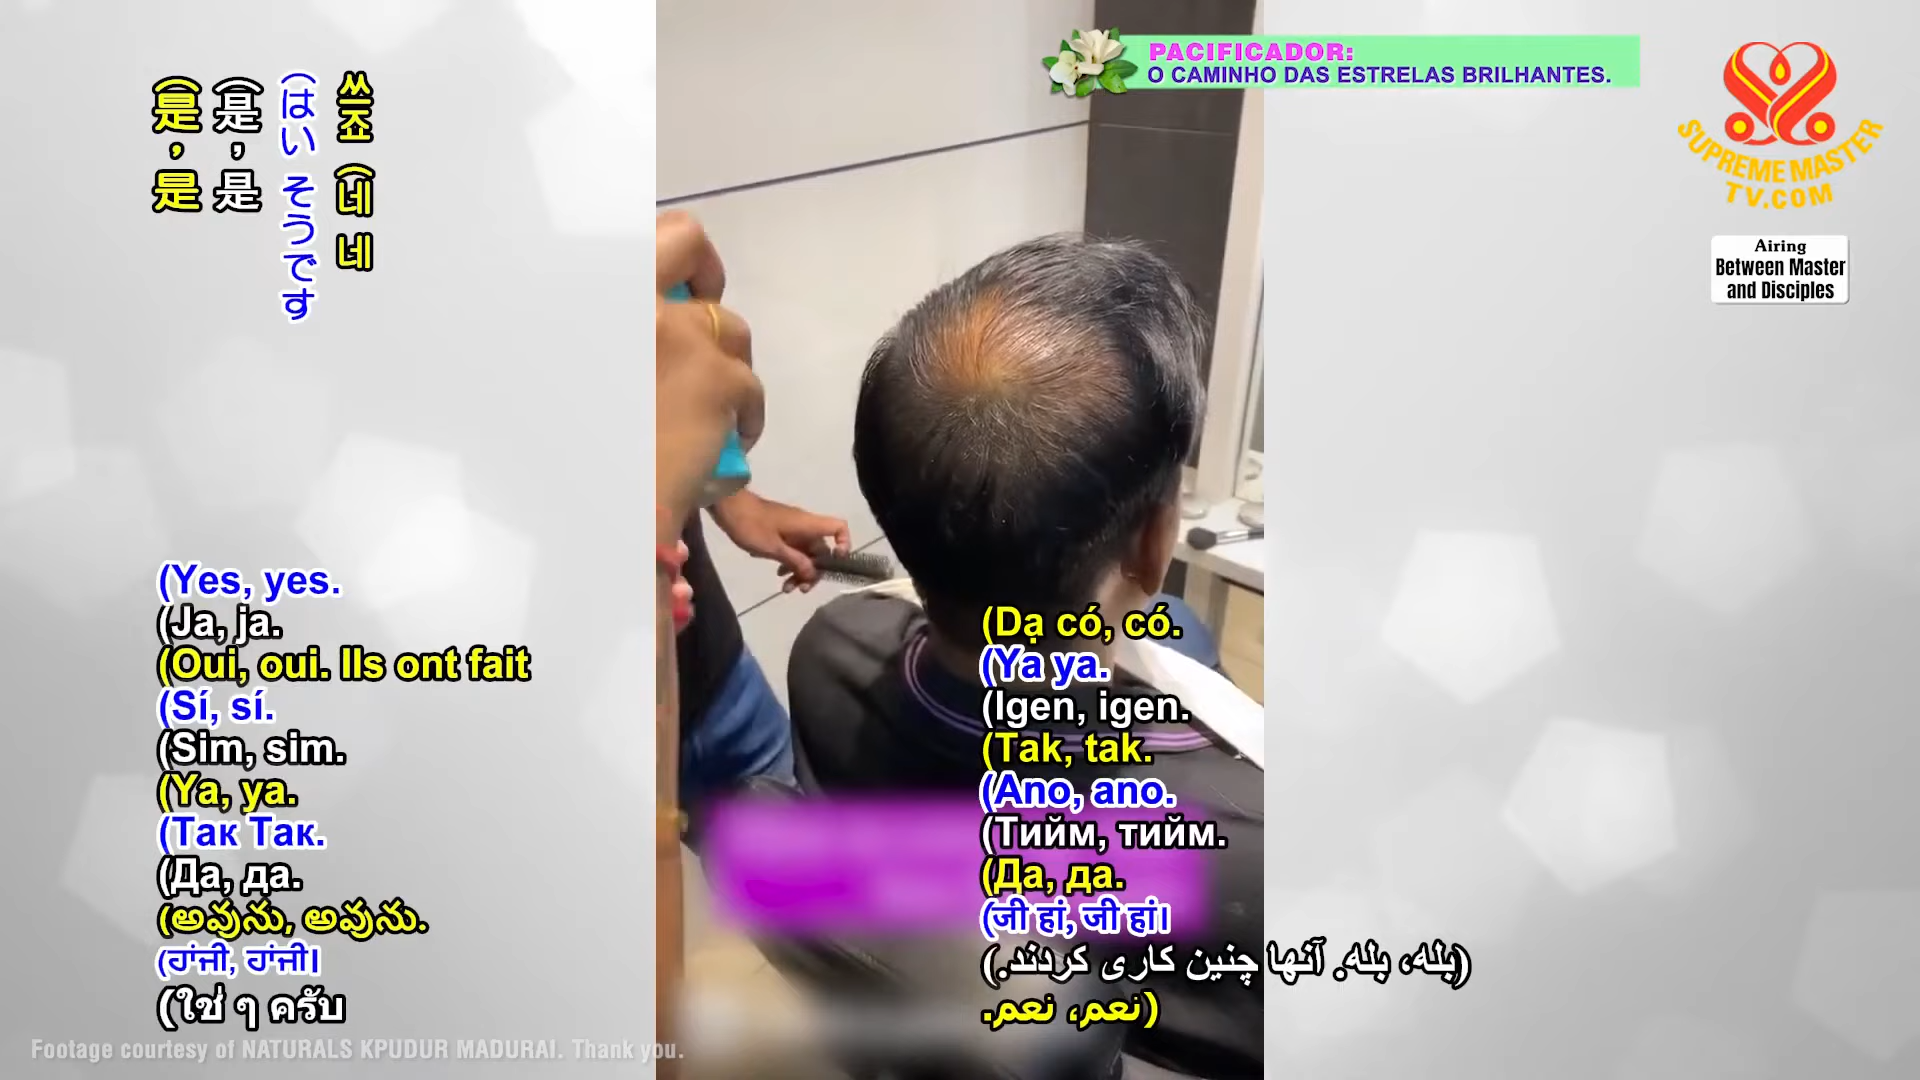 PACIFICADOR:
O CAMINHO DAS ESTRELAS BRILHANTES.
SUPREME MASTER
TV.COM
Airing
Between Master
and Disciples
쓰죠 (네 네
(はい そうです
(是，是
(是，是
(Yes, yes.
(Ja, ja.
(Oui, oui. Ils ont fait
(Sí, sí.
(Sim, sim.
(Ya, ya.
(Так Так.
(Да, да.
(అవును, అవును.
(ਹਾਂਜੀ, ਹਾਂਜੀ।
(ใช่ ๆ ครับ
(Dạ có, có.
(Ya ya.
(Igen, igen.
(Tak, tak.
(Ano, ano.
(Тийм, тийм.
(Да, да.
(जी हां, जी हां।
(بله، بله. آنها چنین کاری کردند.)
(نعم، نعم.
Footage courtesy of NATURALS KPUDUR MADURAI. Thank you.